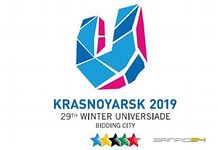 KRASNOYARSK 2019
29TH WINTER UNIVERSIADE
BIDDING CITY